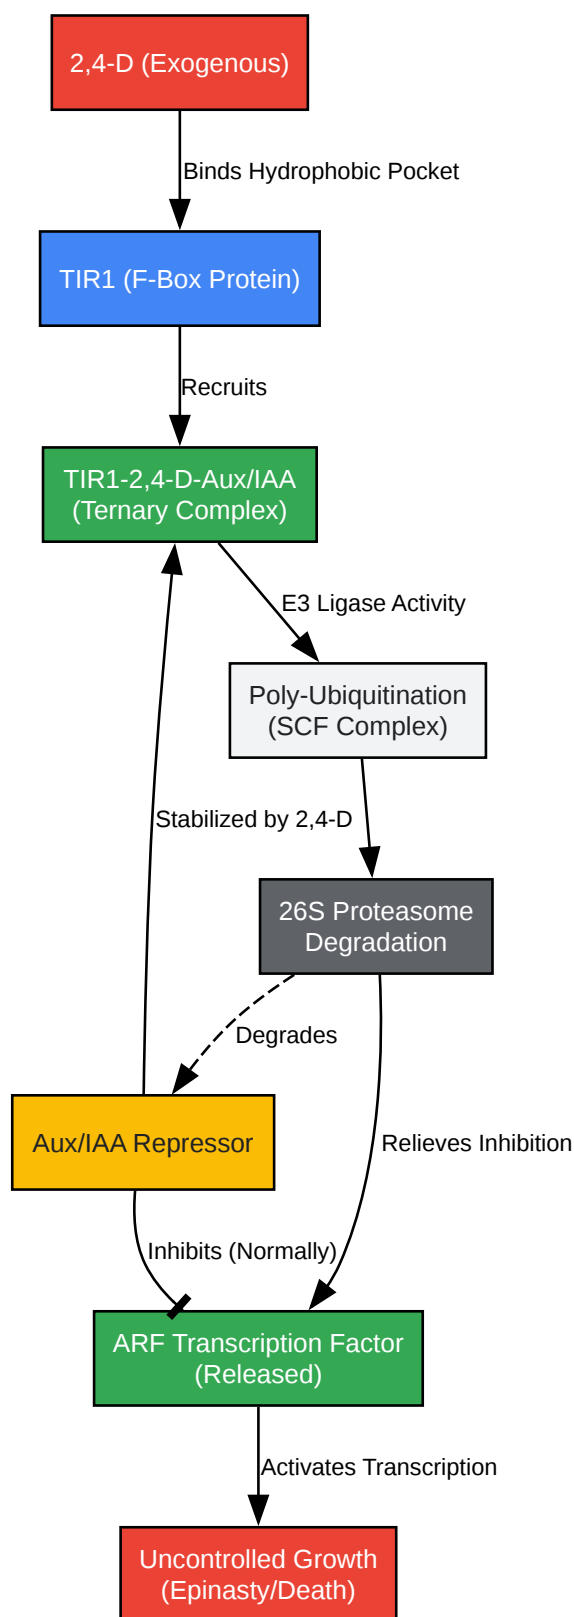 2,4-D (Exogenous)
Binds Hydrophobic Pocket
TIR1 (F-Box Protein)
Recruits
TIR1-2,4-D-Aux/IAA
(Ternary Complex)
E3 Ligase Activity
Poly-Ubiquitination
(SCF Complex)
Stabilized by 2,4-D
26S Proteasome
Degradation
Degrades
Aux/IAA Repressor
Relieves Inhibition
Inhibits (Normally)
ARF Transcription Factor
(Released)
Activates Transcription
Uncontrolled Growth
(Epinasty/Death)